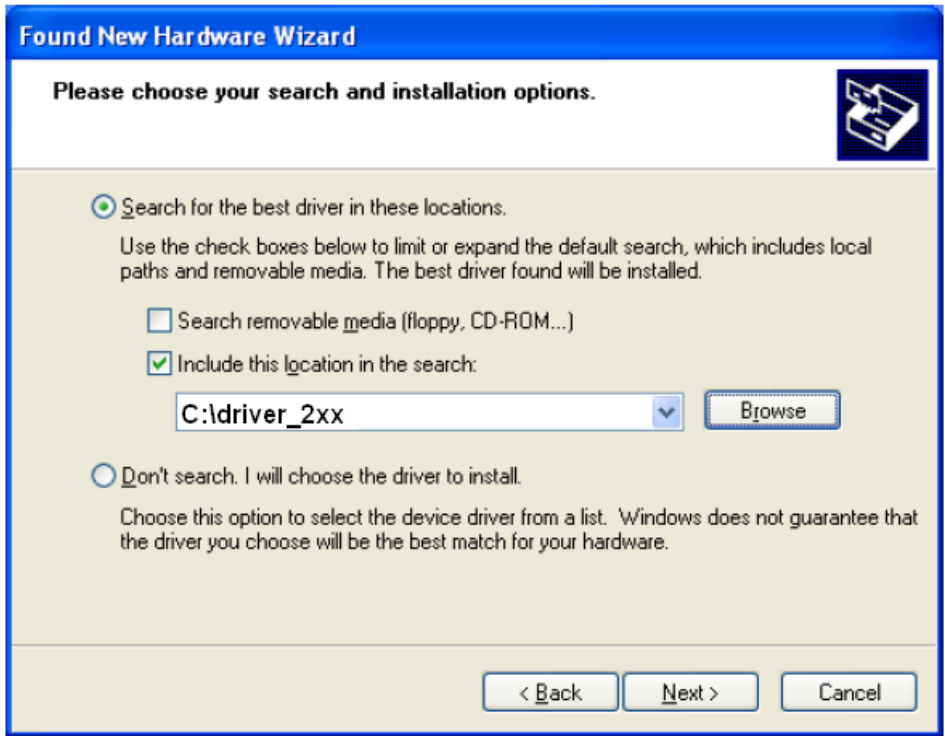 Found New Hardware Wizard
Please choose your search and installation options.
Search for the best driver in these locations.
Use the check boxes below to limit or expand the default search, which includes local
paths and removable media. The best driver found will be installed.
Search removable media (floppy, CD-ROM...)
Include this location in the search:
C:\driver_2xx
Browse
Don't search. I will choose the driver to install.
Choose this option to select the device driver from a list.  Windows does not guarantee that
the driver you choose will be the best match for your hardware.
< Back
Next >
Cancel